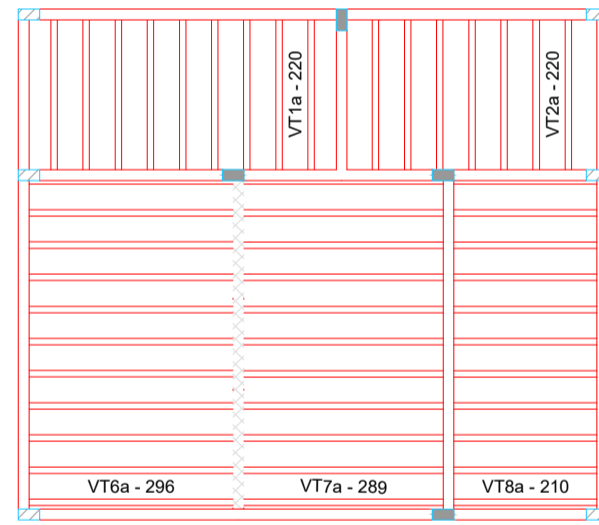 VT1a - 220
VT2a - 220
VT6a - 296
VT7a - 289
VT8a - 210